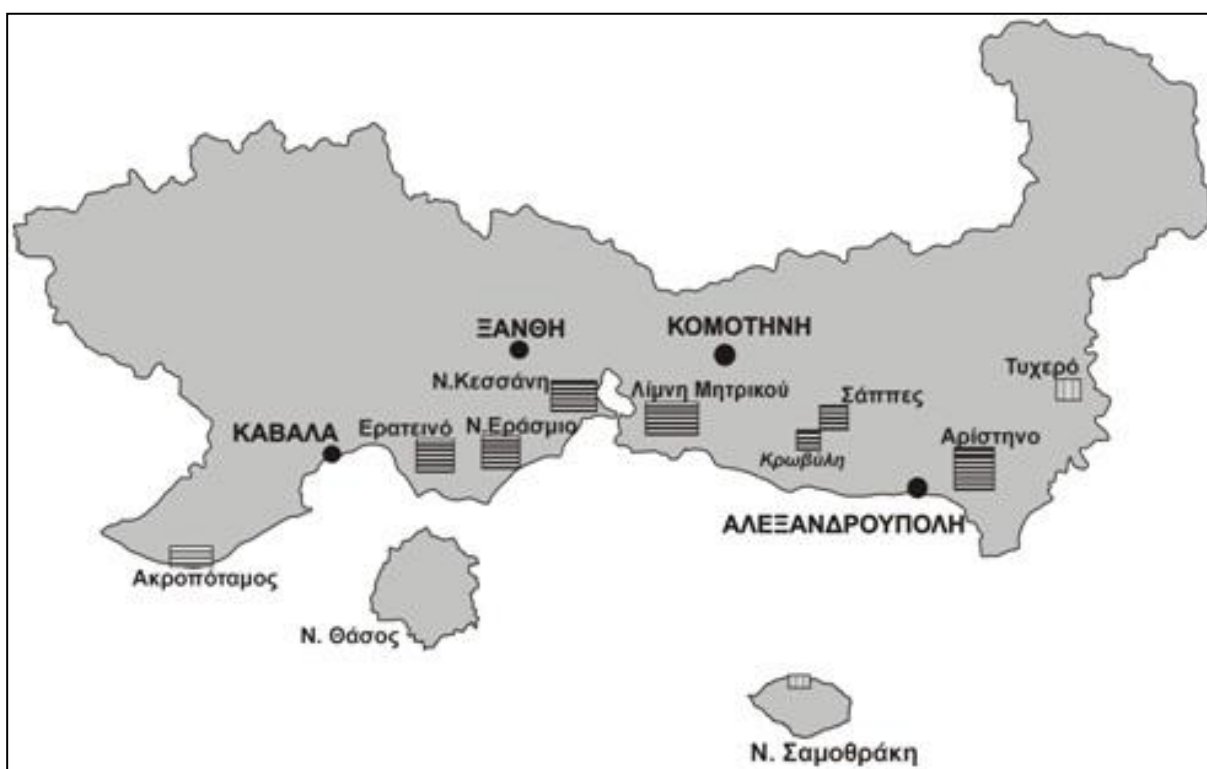 ΞΑΝΘΗ
ΚΟΜΟΤΗΝΗ
Τυχερό
Ν.Κεσσάνη
Λίμνη Μητρικού
Σάππες
ΚΑΒΑΛΑ
Ερατεινό
Ν.Εράσμιο
Κρωβύλη
Αρίστηνο
ΑΛΕΞΑΝΔΡΟΥΠΟΛΗ
Ακροπόταμος
Ν. Θάσος
Ν. Σαμοθράκη